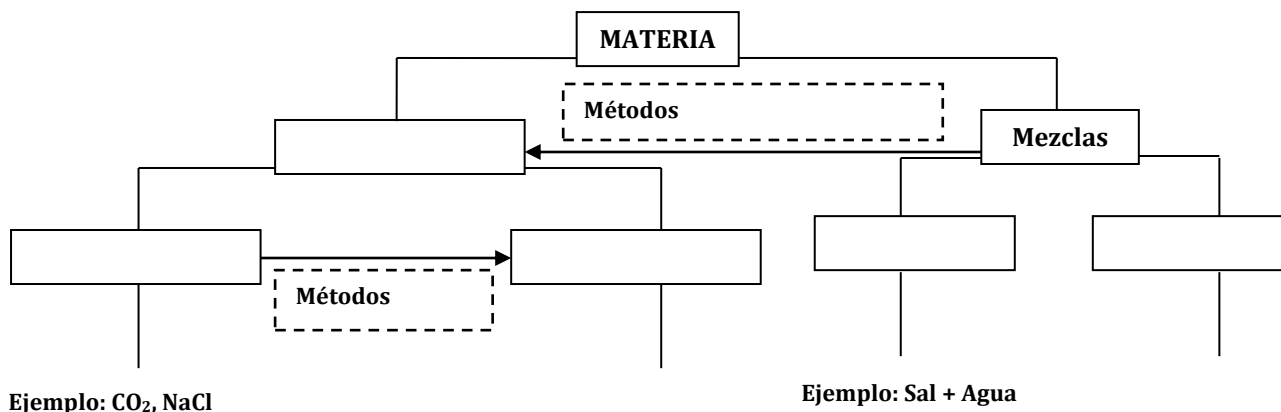 MATERIA
Métodos
Mezclas
Métodos
Ejemplo: CO₂, NaCl
Ejemplo: Sal + Agua